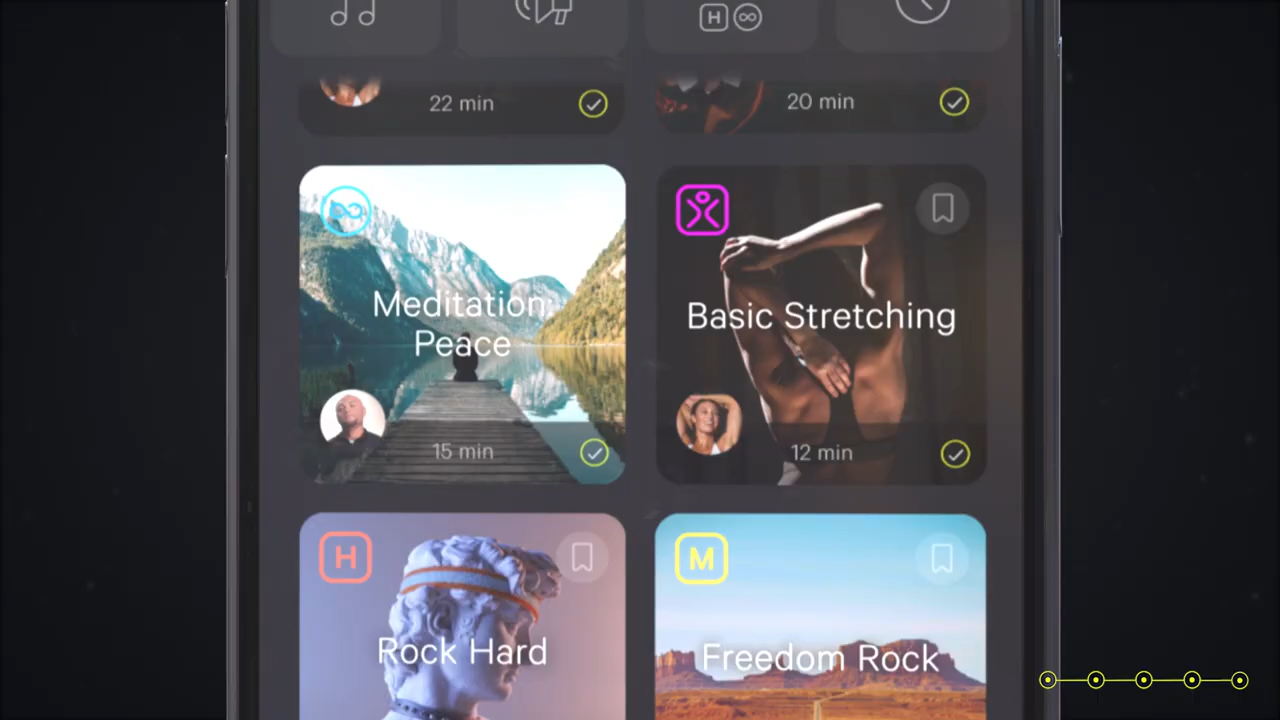 H
22 min
20 min
Meditation:
Peace
Basic Stretching
15 min
12 min
H
M
Rock Hard
Freedom Rock